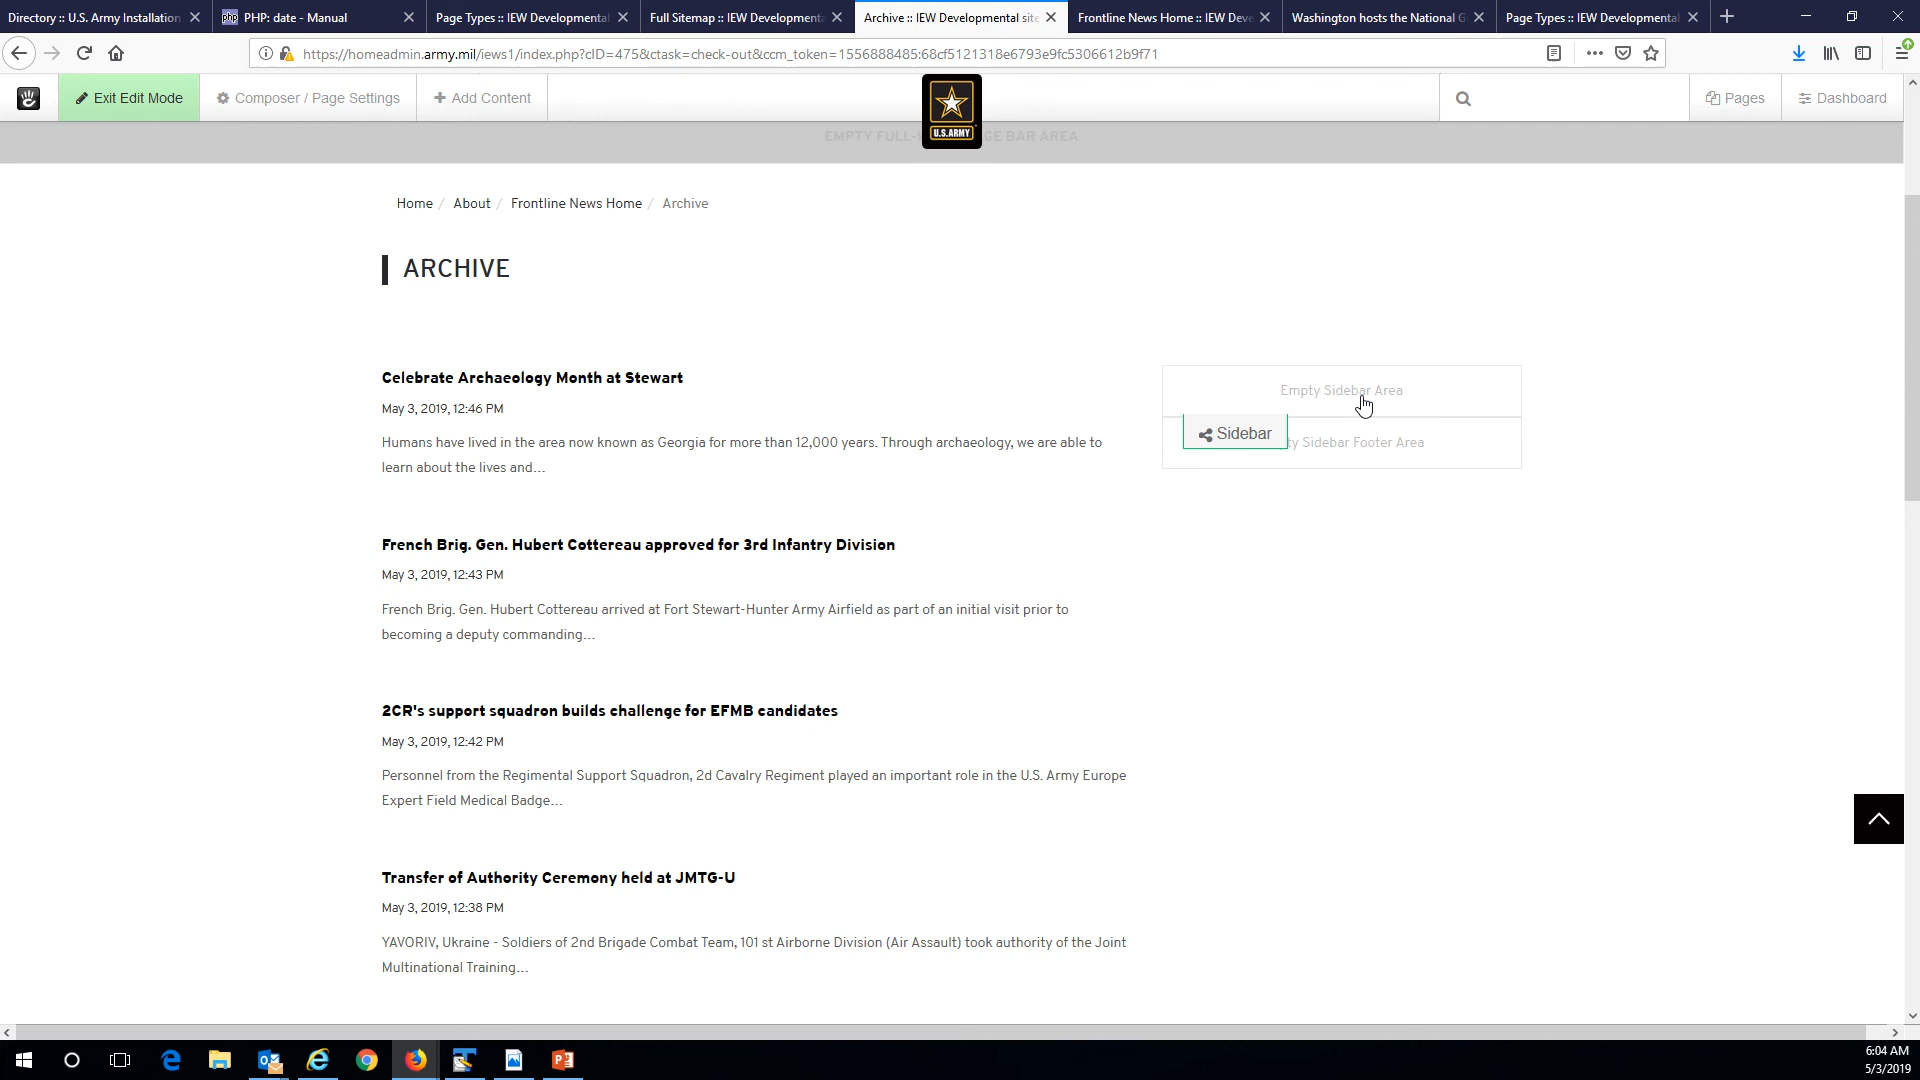 Directory :: U.S. Army Installation
PHP: date - Manual
Page Types :: IEW Developmental
Full Sitemap :: IEW Developmenta
Archive :: IEW Developmental site
Frontline News Home :: IEW Deve
Washington hosts the National G
Page Types :: IEW Developmental
https://homeadmin.army.mil/iews1/index.php?cID=475&ctask=check-out&ccm_token=1556888485:68cf5121318e6793e9fc5306612b9f71
Exit Edit Mode
Composer / Page Settings
Add Content
U.S.ARMY
Pages
Dashboard
EMPTY FULL- GE BAR AREA
Home / About / Frontline News Home / Archive
ARCHIVE
Celebrate Archaeology Month at Stewart
May 3, 2019, 12:46 PM
Humans have lived in the area now known as Georgia for more than 12,000 years. Through archaeology, we are able to
learn about the lives and...
Empty Sidebar Area
Sidebar
ty Sidebar Footer Area
French Brig. Gen. Hubert Cottereau approved for 3rd Infantry Division
May 3, 2019, 12:43 PM
French Brig. Gen. Hubert Cottereau arrived at Fort Stewart-Hunter Army Airfield as part of an initial visit prior to
becoming a deputy commanding...
2CR's support squadron builds challenge for EFMB candidates
May 3, 2019, 12:42 PM
Personnel from the Regimental Support Squadron, 2d Cavalry Regiment played an important role in the U.S. Army Europe
Expert Field Medical Badge...
Transfer of Authority Ceremony held at JMTG-U
May 3, 2019, 12:38 PM
YAVORIV, Ukraine - Soldiers of 2nd Brigade Combat Team, 101 st Airborne Division (Air Assault) took authority of the Joint
Multinational Training...
6:04 AM
5/3/2019